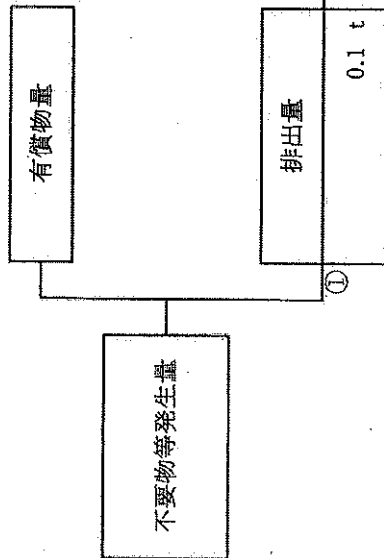 有償物量
不要物等発生量
排出量
①
0.1 t